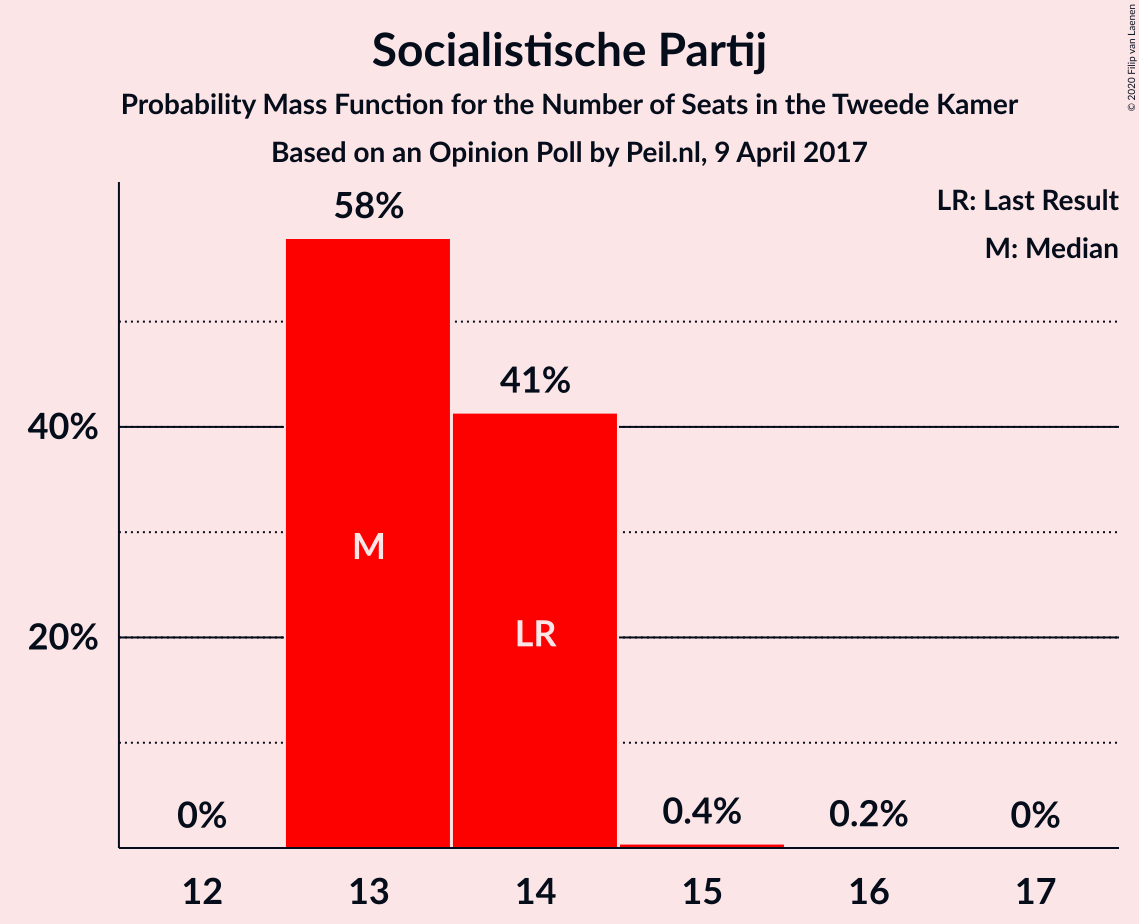 Socialistische Partij
Probability Mass Function for the Number of Seats in the Tweede Kamer
Based on an Opinion Poll by Peil.nl, 9 April 2017
© 2020 Filip van Laenen
LR: Last Result
M: Median
58%
41%
40%
M
LR
20%
0%
0.4%
0.2%
0%
12 13 14 15 16 17